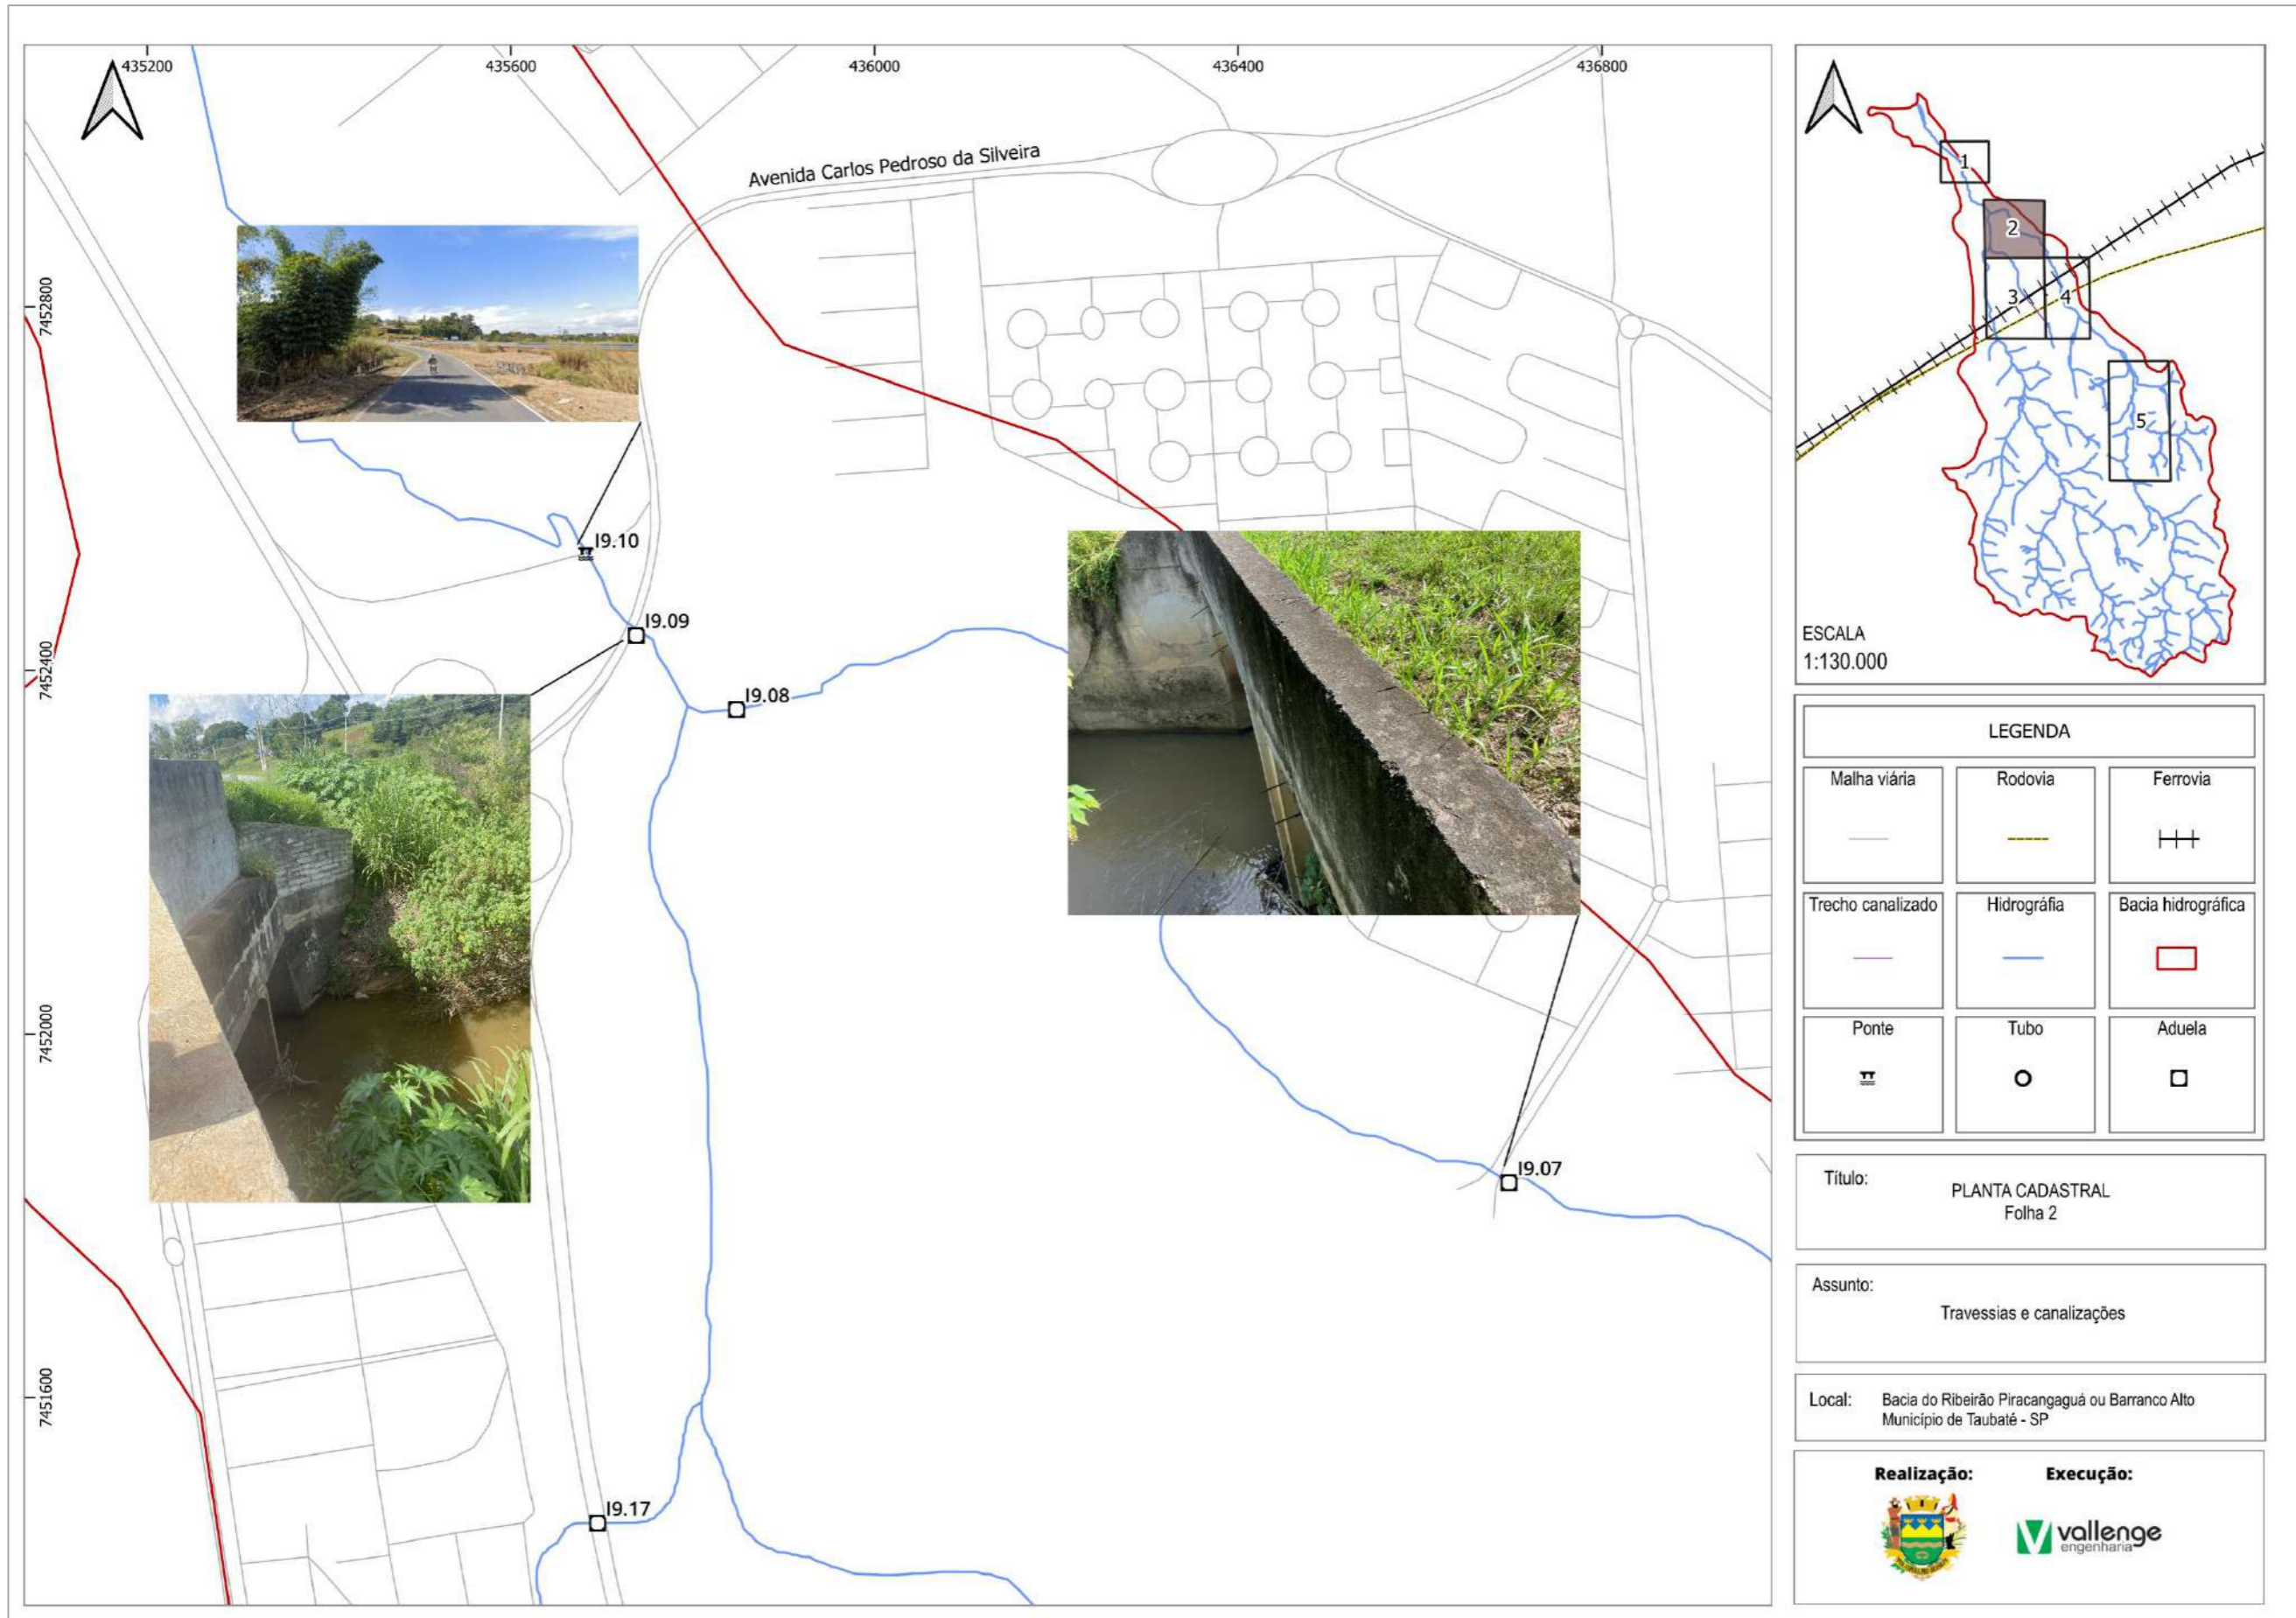 435200
435600
436000
436400
436800
7452800
7452400
7452000
7451600
Avenida Carlos Pedroso da Silveira
I9.10
I9.09
I9.08
I9.07
I9.17
1
2
3
4
5
ESCALA
1:130.000
LEGENDA
Malha viária
Rodovia
Ferrovia
Trecho canalizado
Hidrográfia
Bacia hidrográfica
Ponte
Tubo
Aduela
Título:
PLANTA CADASTRAL
Folha 2
Assunto:
Travessias e canalizações
Local:
Bacia do Ribeirão Piracangaguá ou Barranco Alto
Município de Taubaté - SP
Realização:
Execução:
vallenge
engenharia